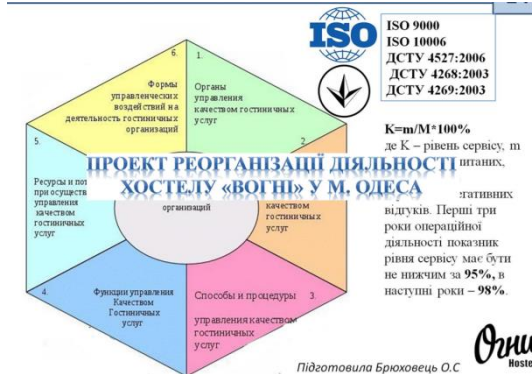 ISO
ISO 9000
ISO 10006
ДСТУ 4527:2006
ДСТУ 4268:2003
ДСТУ 4269:2003
6.
Формы
управленческих
воздействий на
деятельность гостиничных
организаций
1.
Органы
управления
качеством гостиничных
услуг
2.
качеством
гостиничных
услуг
ПРОЕКТ РЕОРГАНІЗАЦІЇ ДІЯЛЬНОСТІ
ХОСТЕЛУ «ВОГНІ» У М. ОДЕСА
5.
Ресурсы и
при
управления
качеством
гостиничных
услуг
организаций
4.
Функции управления
Качеством
Гостиничных
услуг
Способы и процедуры 3.
управления качеством
гостиничных
услуг
K=m/M*100%
де K – рівень сервісу, m
відгуків. Перші три
роки операційної
діяльності показник
рівня сервісу має бути
не нижчим за 95%, в
наступні роки – 98%.
Hoste
Підготовила Брюховець О.С